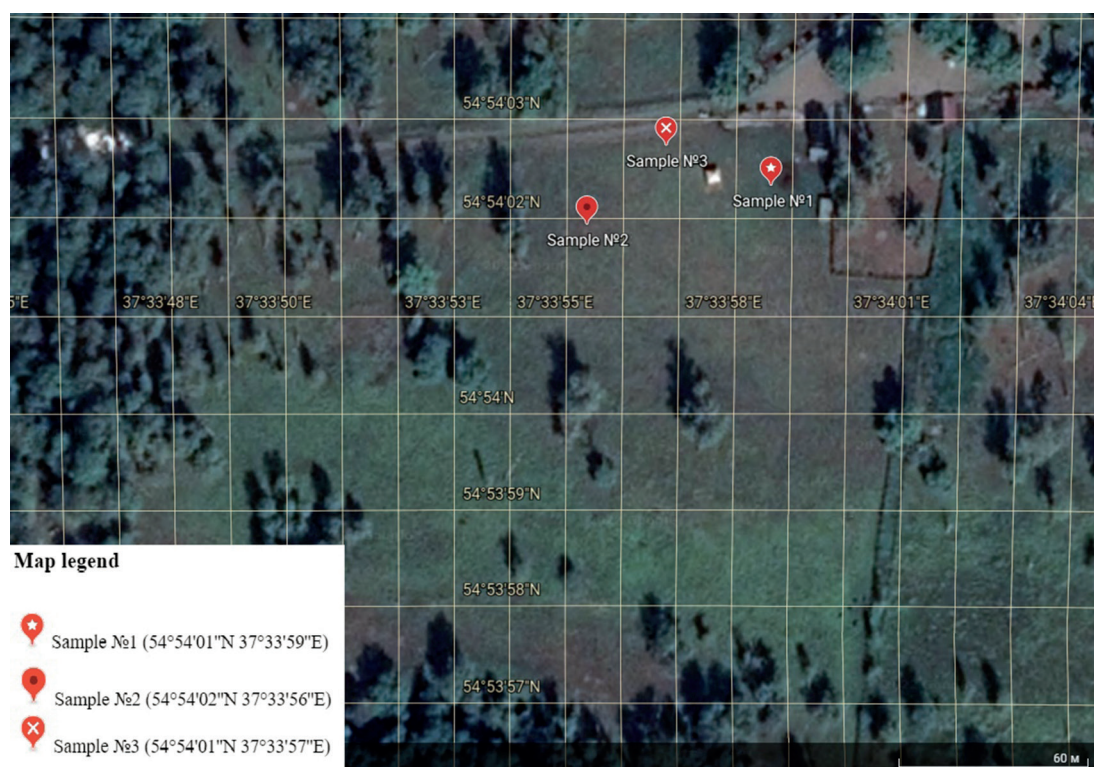 54°54'03"N
Sample №3
Sample №1
54°54'02"N
Sample №2
5"E 37°33'48"E 37°33'50"E 37°33'53"E 37°33'55"E 37°33'58"E 37°34'01"E 37°34'04"E
54°54'N
54°53'59"N
Map legend
54°53'58"N
Sample №1 (54°54'01"N 37°33'59"E)
54°53'57"N
Sample №2 (54°54'02"N 37°33'56"E)
Sample №3 (54°54'01"N 37°33'57"E)
60 м